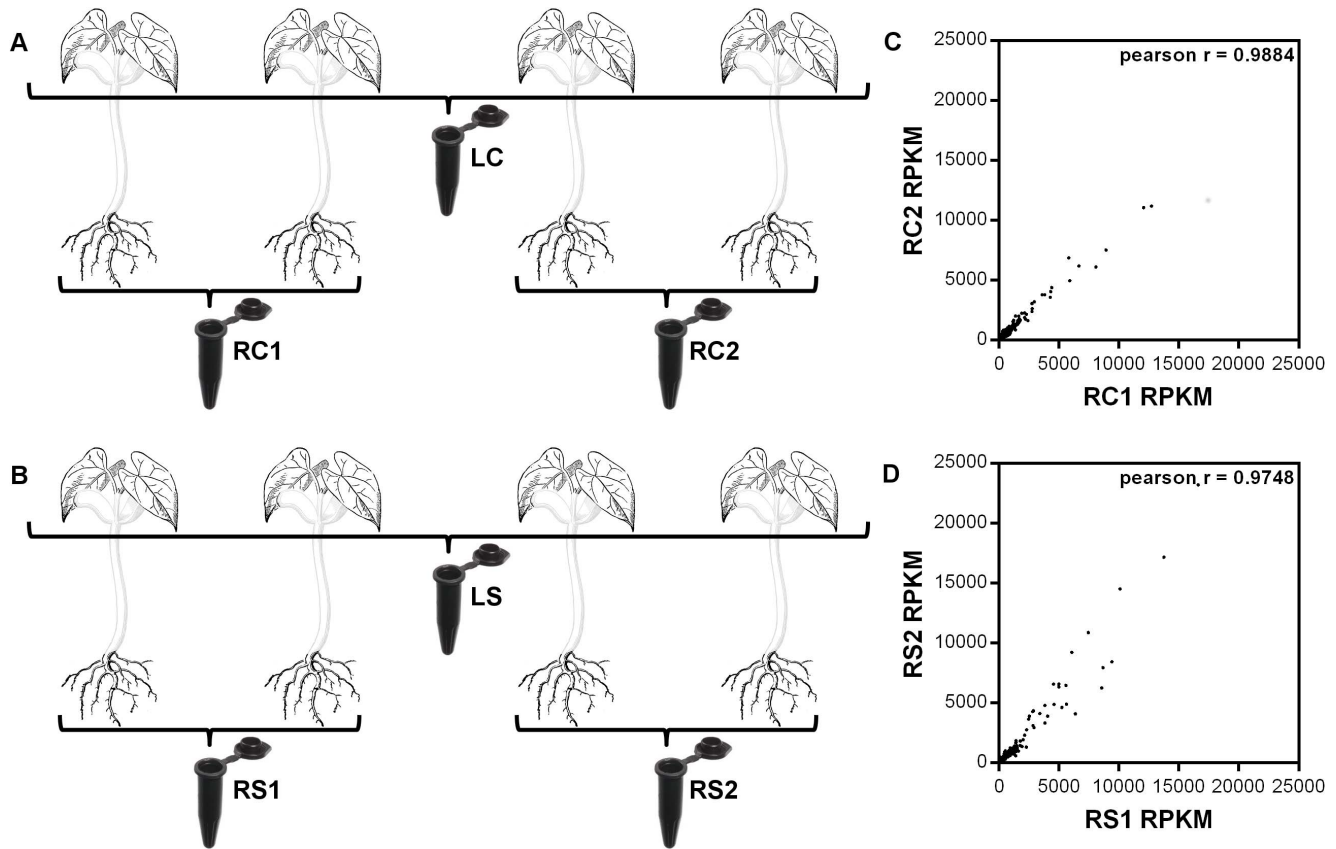 A
LC
RC1
RC2
B
LS
RS1
RS2
C
pearson r = 0.9884
25000
20000
15000
10000
5000
0
RC2 RPKM
0 5000 10000 15000 20000 25000
RC1 RPKM
D
pearson r = 0.9748
25000
20000
15000
10000
5000
0
RS2 RPKM
0 5000 10000 15000 20000 25000
RS1 RPKM